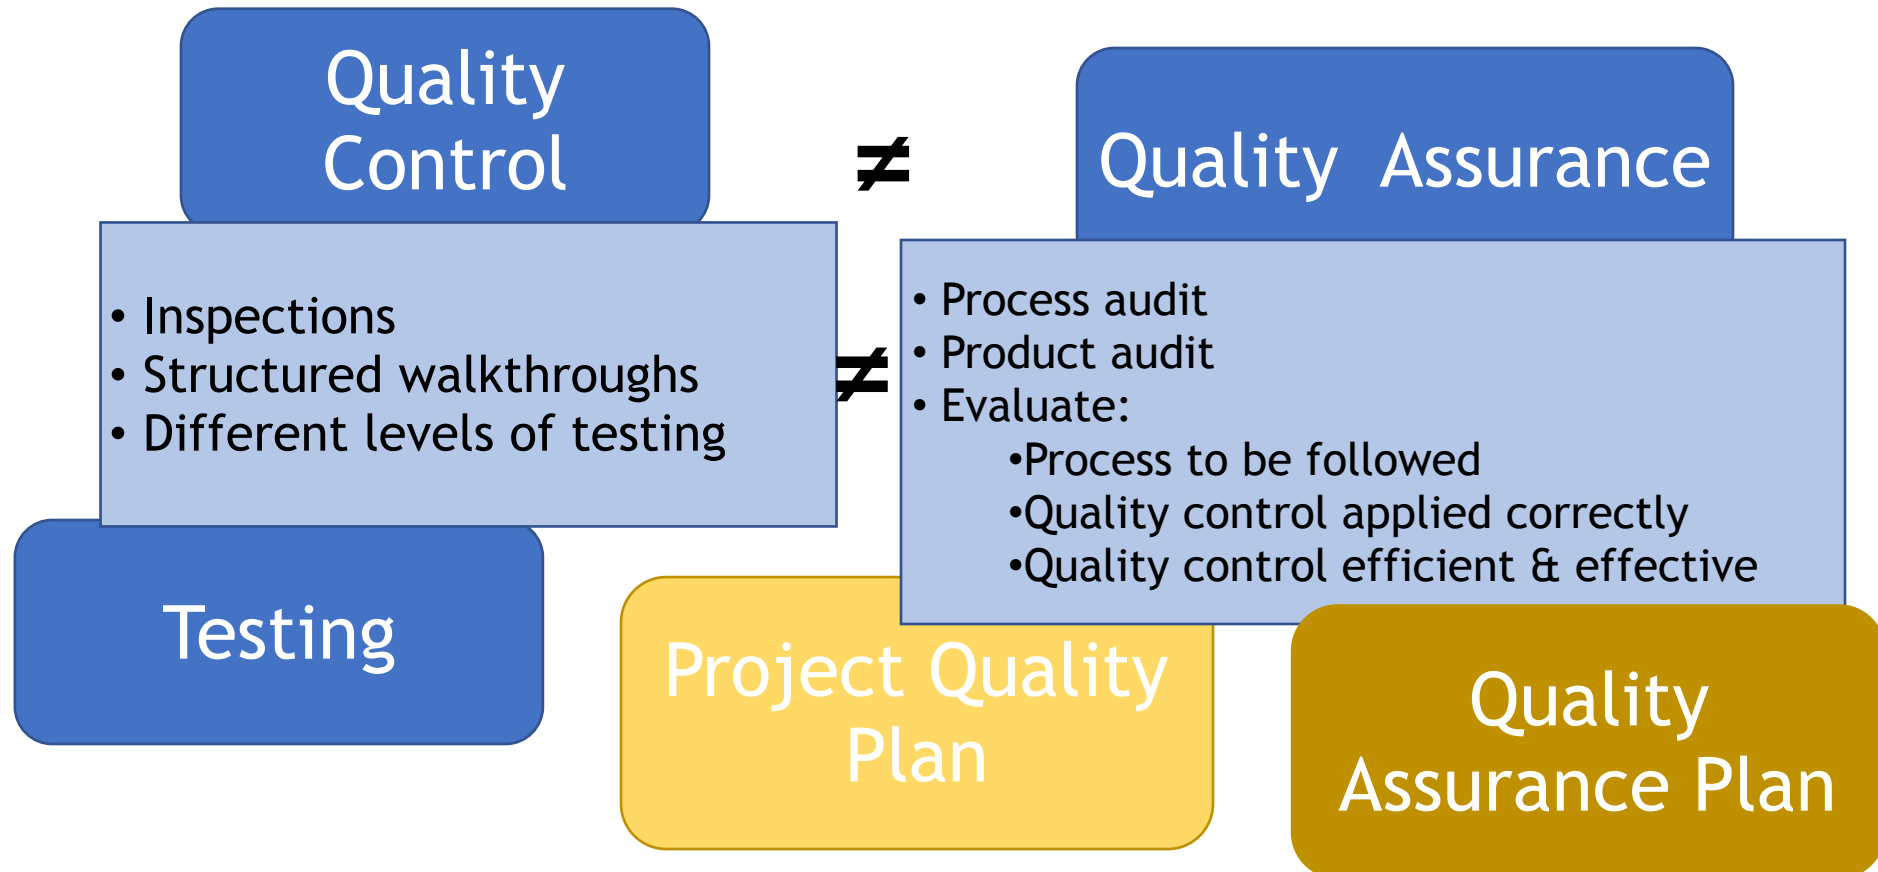 Quality
Control
≠
Quality Assurance
• Inspections
• Structured walkthroughs
• Different levels of testing
≠
• Process audit
• Product audit
• Evaluate:
•Process to be followed
•Quality control applied correctly
•Quality control efficient & effective
Testing
Project Quality
Plan
Quality
Assurance Plan